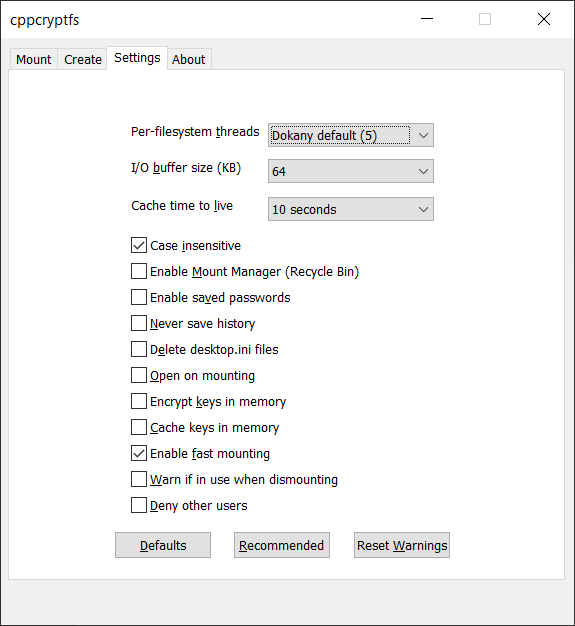 cppcryptfs
Mount Create Settings About
Per-filesystem threads Dokany default (5)
I/O buffer size (KB) 64
Cache time to live 10 seconds
Case insensitive
Enable Mount Manager (Recycle Bin)
Enable saved passwords
Never save history
Delete desktop.ini files
Open on mounting
Encrypt keys in memory
Cache keys in memory
Enable fast mounting
Warn if in use when dismounting
Deny other users
Defaults Recommended Reset Warnings